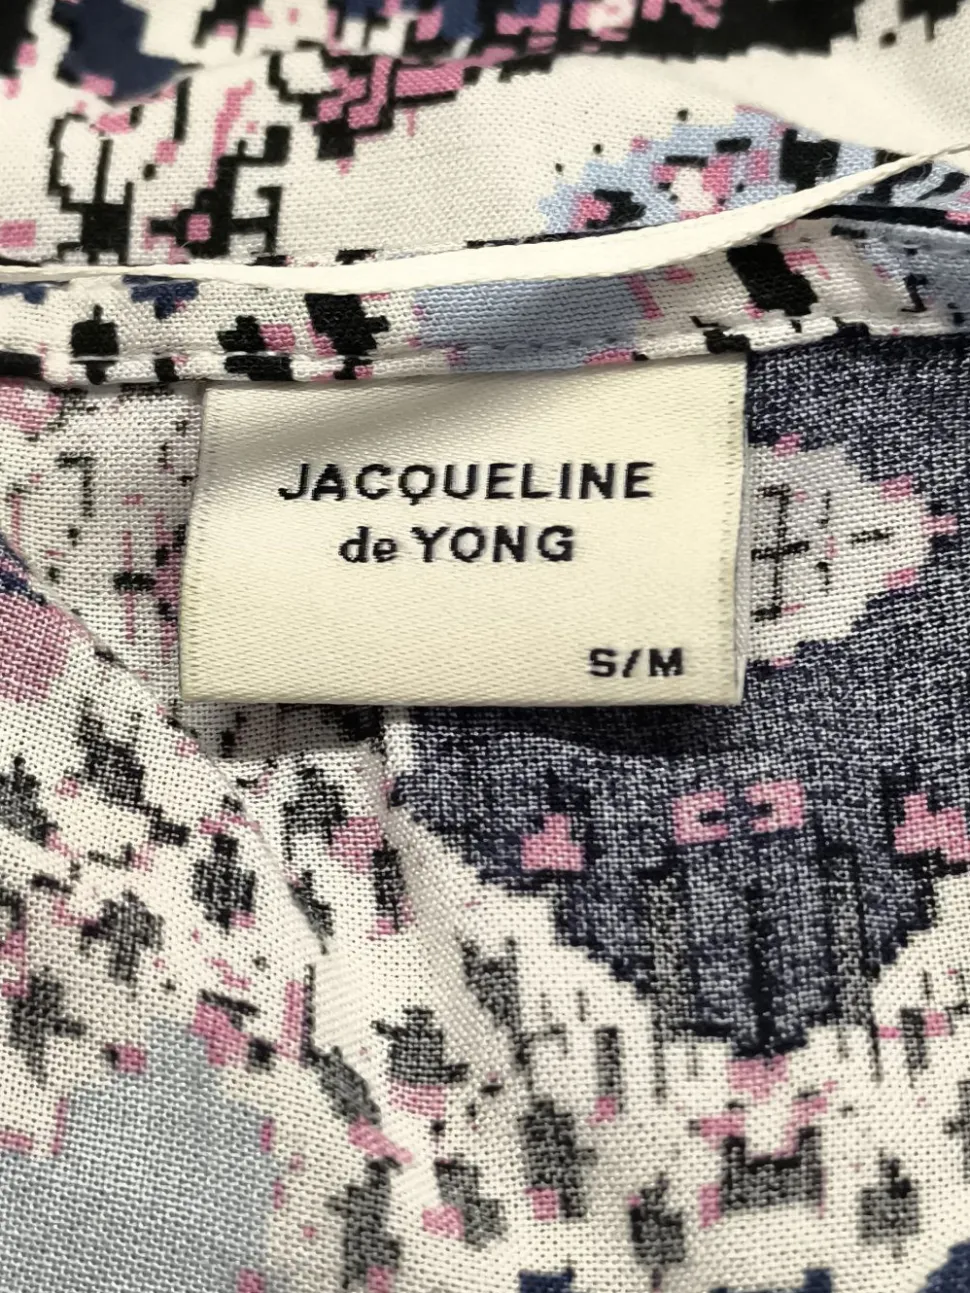 JACQUELINE
de YONG
S/M